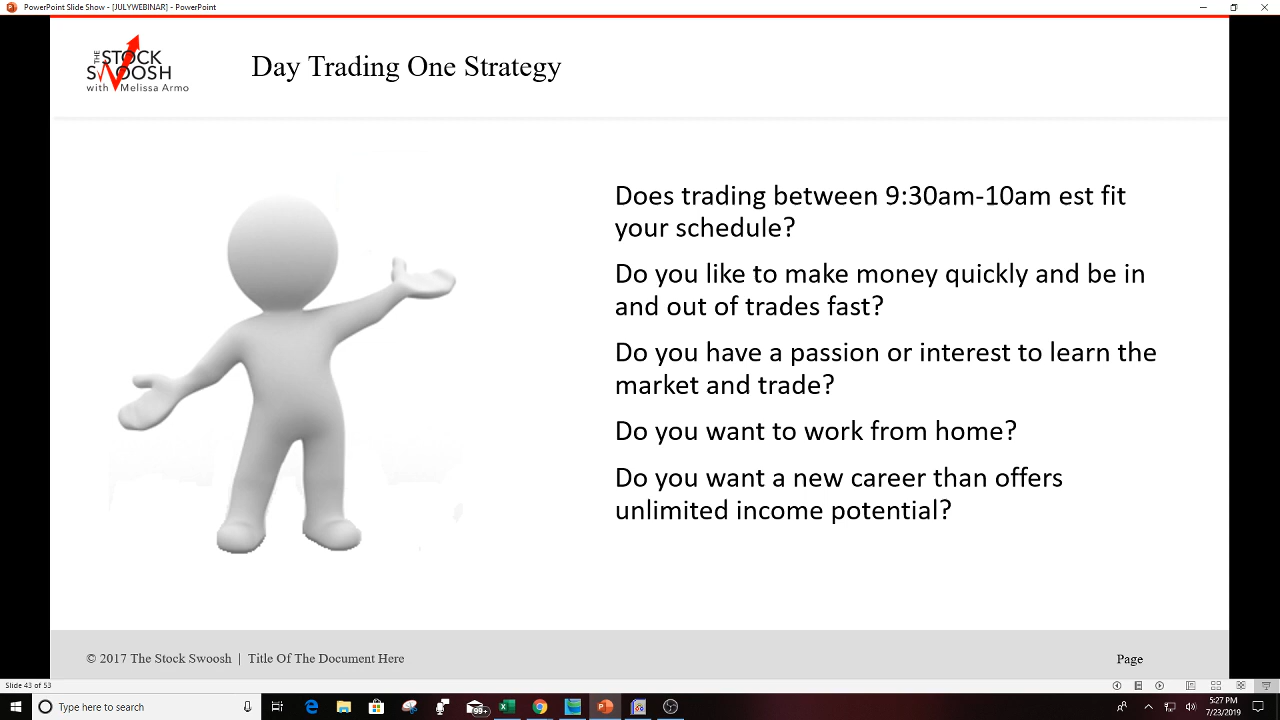 PowerPoint Slide Show - [JULYWEBINAR] - PowerPoint
THE
STOCK
SWOOSH
with Melissa Armo
Day Trading One Strategy
Does trading between 9:30am-10am est fit
your schedule?
Do you like to make money quickly and be in
and out of trades fast?
Do you have a passion or interest to learn the
market and trade?
Do you want to work from home?
Do you want a new career than offers
unlimited income potential?
© 2017 The Stock Swoosh | Title Of The Document Here
Page
Slide 43 of 53
Type here to search
99+
5:27 PM
7/23/2019